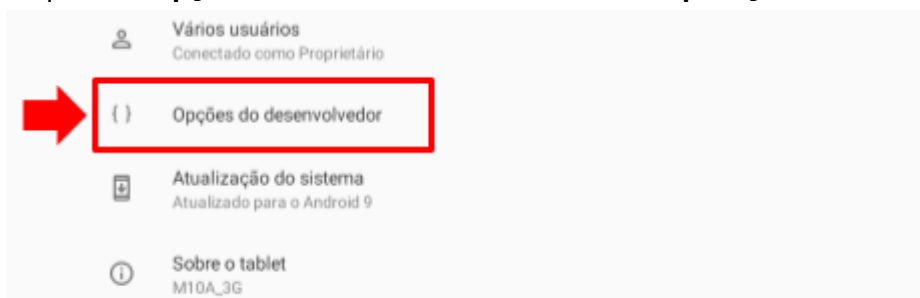 Vários usuários
Conectado como Proprietário
{ } Opções do desenvolvedor
Atualização do sistema
Atualizado para o Android 9
Sobre o tablet
M10A_3G